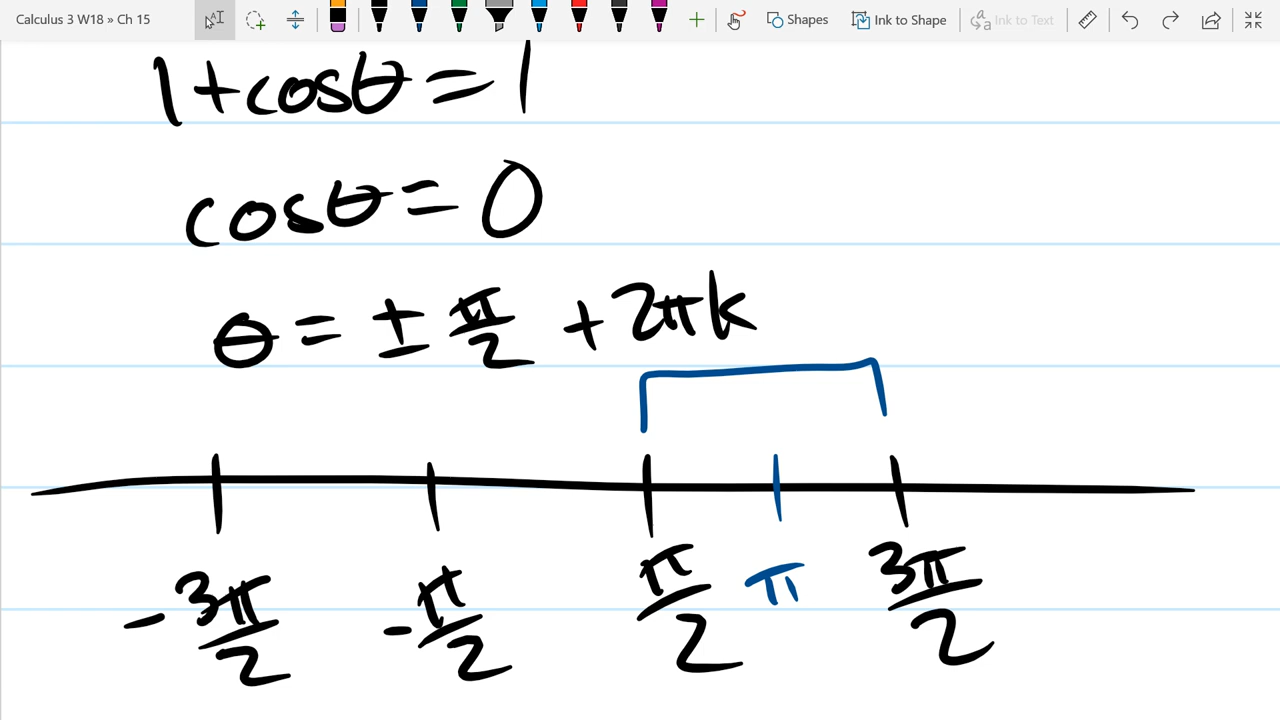 Calculus 3 W18 » Ch 15
Shapes
Ink to Shape
Ink to Text
1+cosθ=1
cosθ=0
θ=±π/2+2πk
-3π/2 -π/2 π/2 π 3π/2